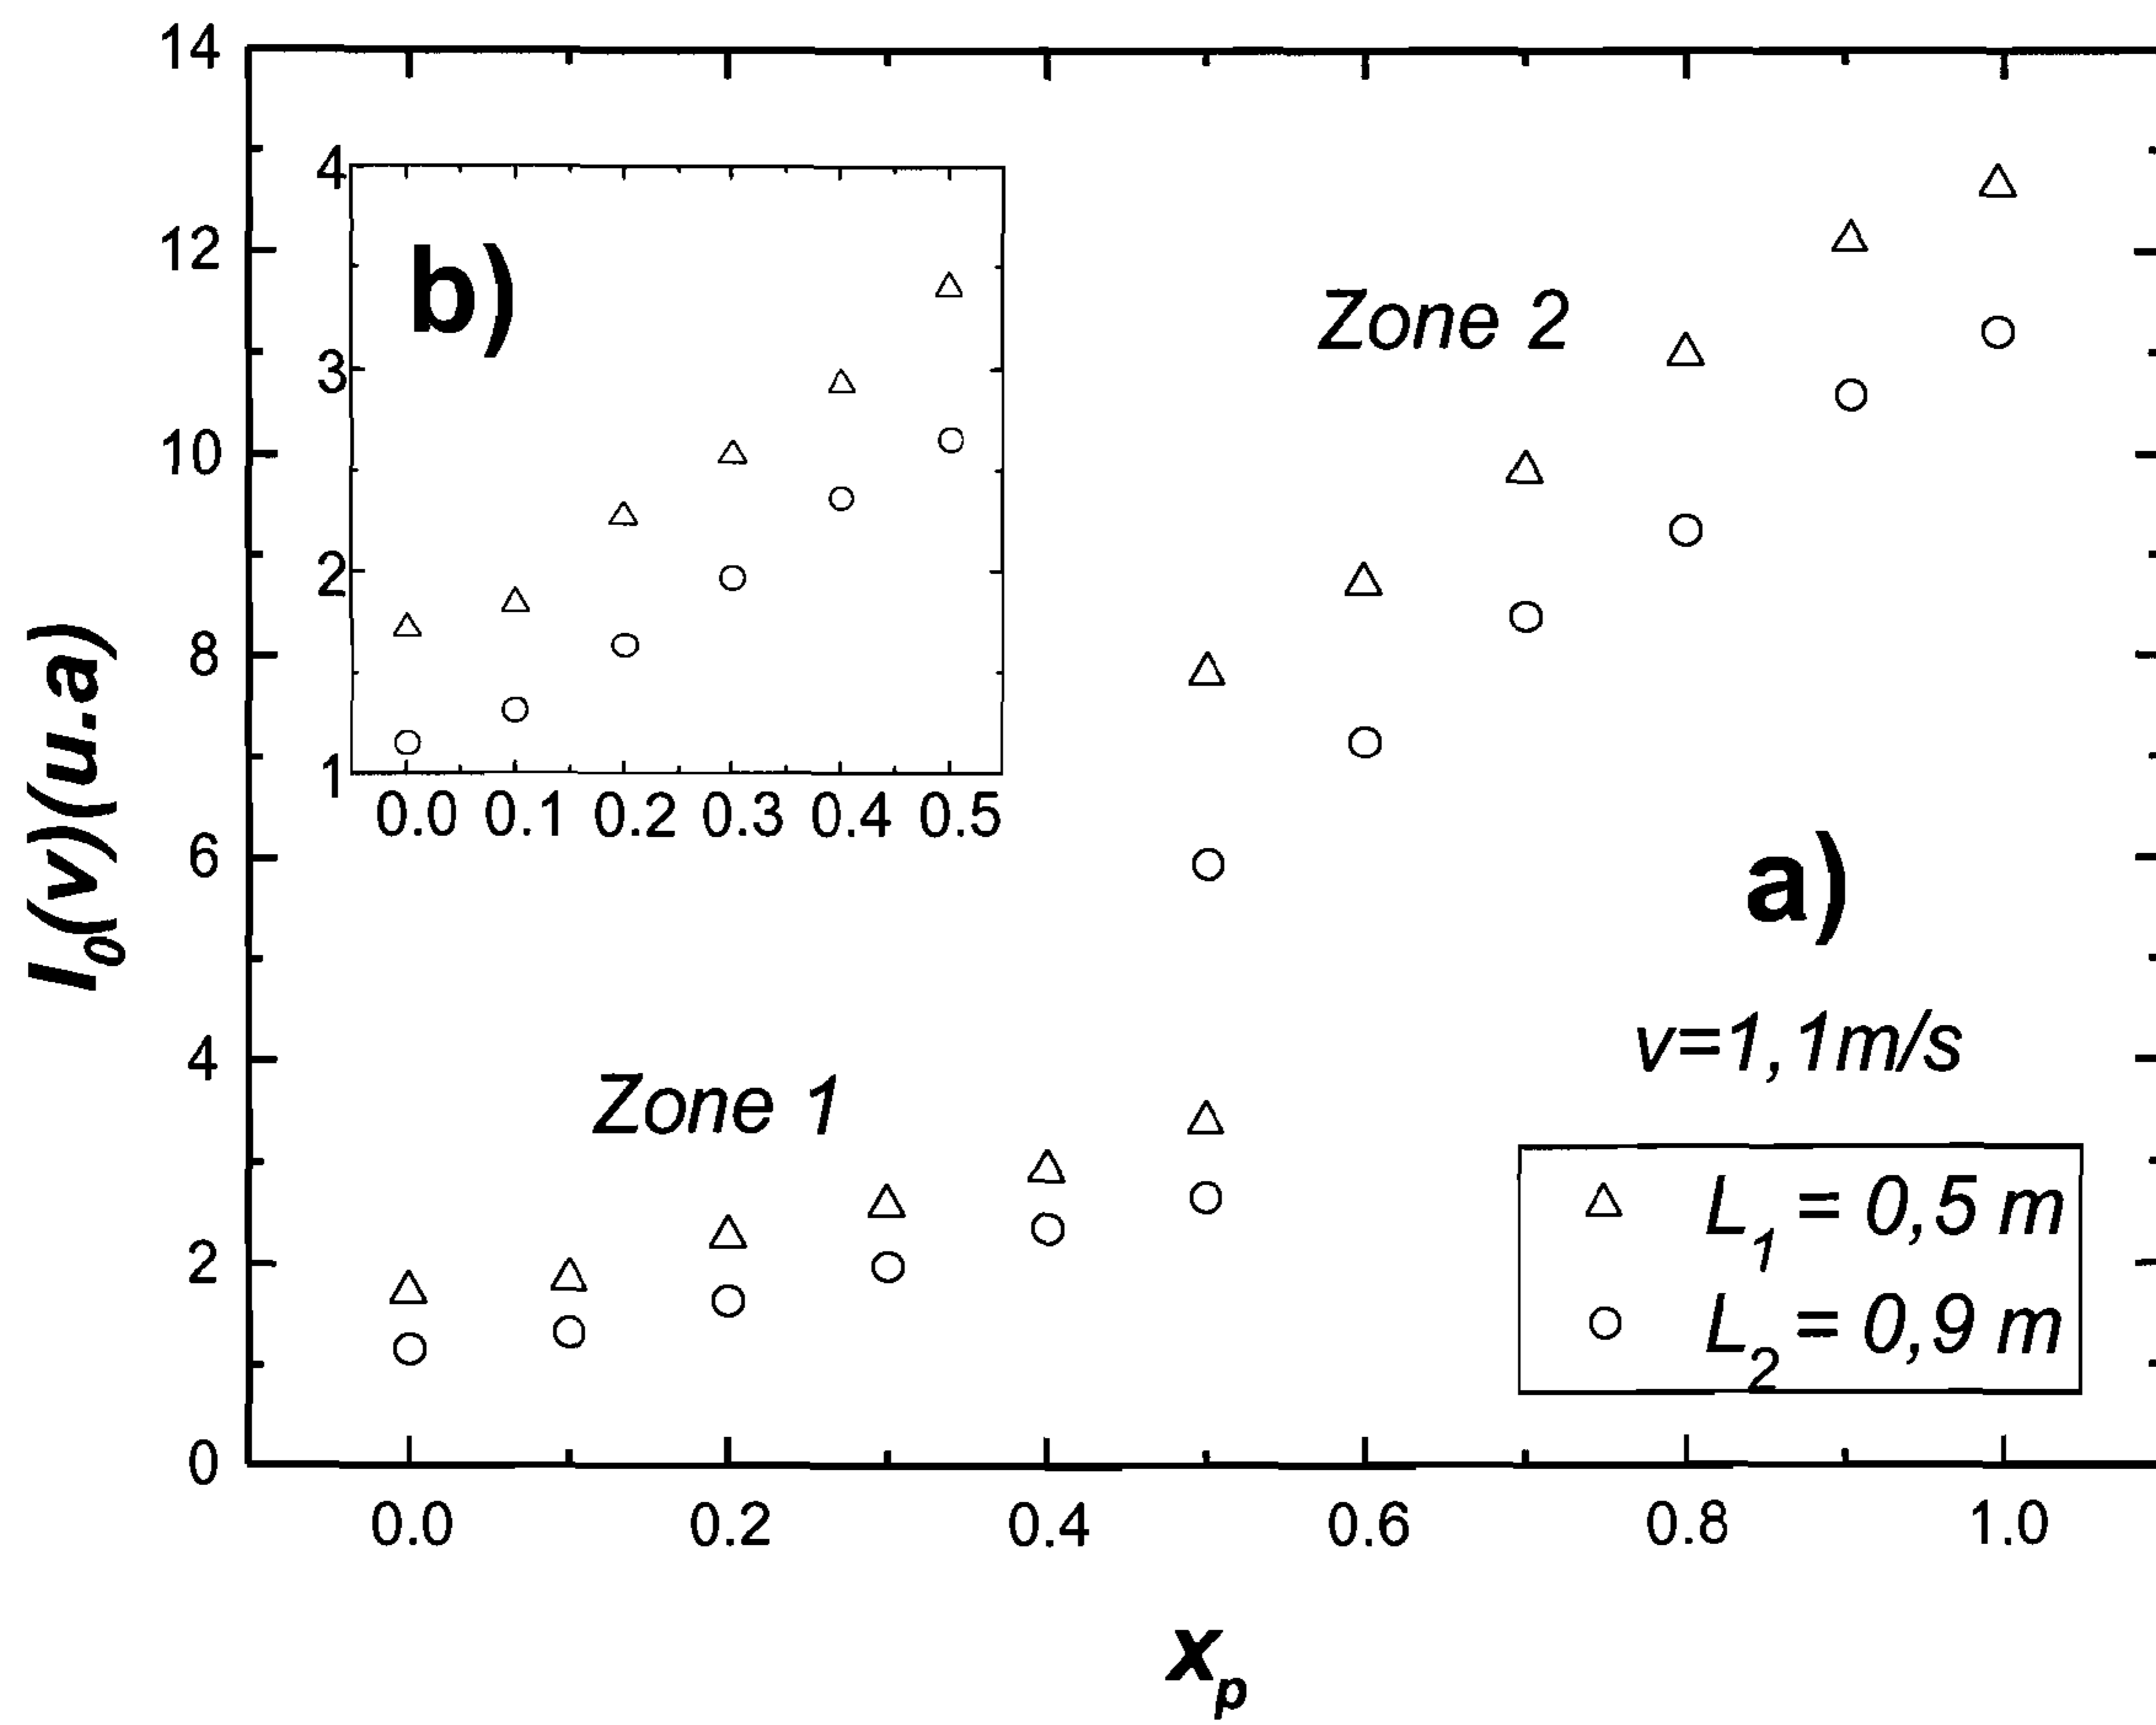 14
12
10
8
6
4
2
0
I0(v)(u.a)
4
3
2
1
b)
0.0 0.1 0.2 0.3 0.4 0.5
Zone 2
Zone 1
a)
v=1,1m/s
L1 = 0,5 m
L2 = 0,9 m
0.0 0.2 0.4 0.6 0.8 1.0
xp